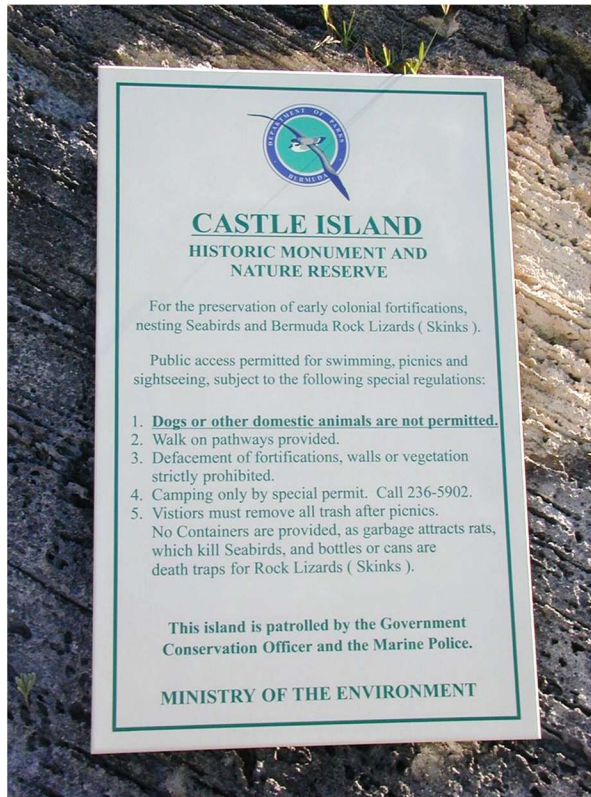 DEPARTMENT OF PARKS
BERMUDA
CASTLE ISLAND
HISTORIC MONUMENT AND
NATURE RESERVE
For the preservation of early colonial fortifications,
nesting Seabirds and Bermuda Rock Lizards ( Skinks ).
Public access permitted for swimming, picnics and
sightseeing, subject to the following special regulations:
1. Dogs or other domestic animals are not permitted.
2. Walk on pathways provided.
3. Defacement of fortifications, walls or vegetation
strictly prohibited.
4. Camping only by special permit. Call 236-5902.
5. Vistiors must remove all trash after picnics.
No Containers are provided, as garbage attracts rats,
which kill Seabirds, and bottles or cans are
death traps for Rock Lizards ( Skinks ).
This island is patrolled by the Government
Conservation Officer and the Marine Police.
MINISTRY OF THE ENVIRONMENT